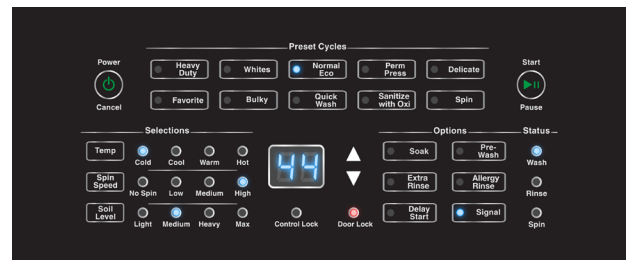 Preset Cycles
Power
Cancel
Heavy
Duty
Whites
Normal
Eco
Perm
Press
Delicate
Favorite
Bulky
Quick
Wash
Sanitize
with Oxi
Spin
Start
Pause
Selections
Temp
Cold
Cool
Warm
Hot
Spin
Speed
No Spin
Low
Medium
High
Soil
Level
Light
Medium
Heavy
Max
44
Control Lock
Door Lock
Options
Soak
Pre-
Wash
Extra
Rinse
Allergy
Rinse
Delay
Start
Signal
Status
Wash
Rinse
Spin